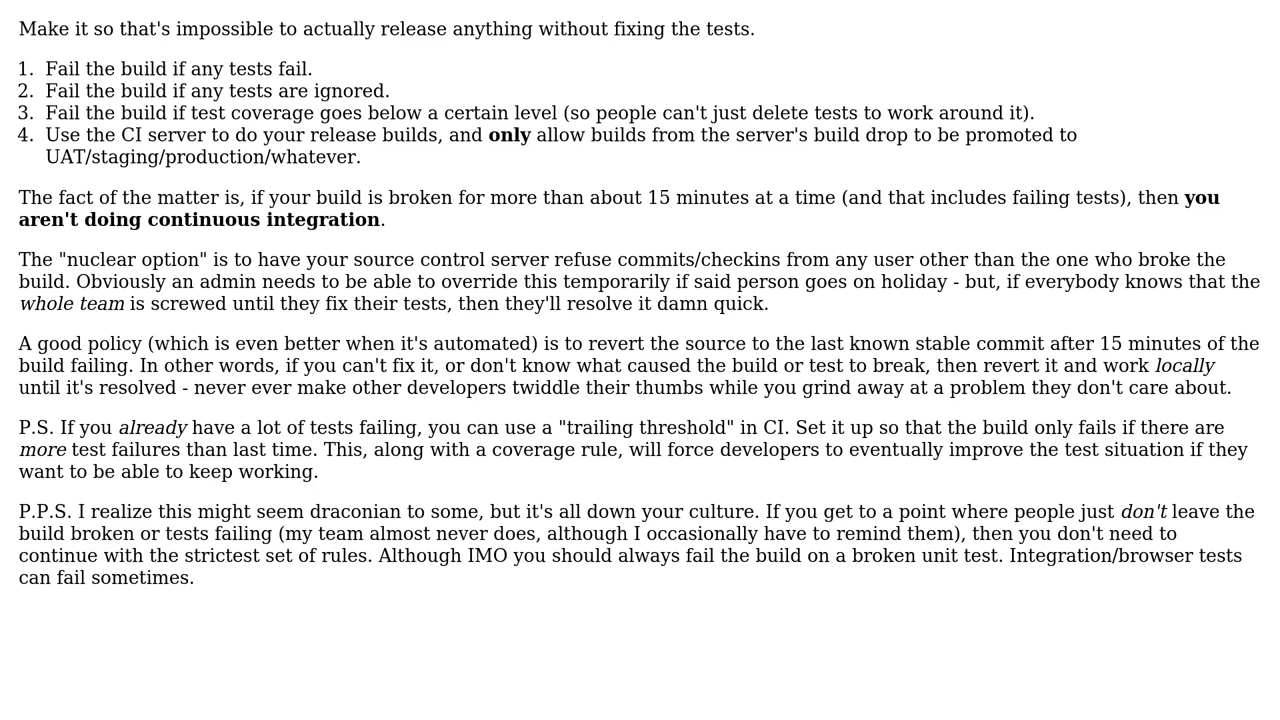 Make it so that's impossible to actually release anything without fixing the tests.
1. Fail the build if any tests fail.
2. Fail the build if any tests are ignored.
3. Fail the build if test coverage goes below a certain level (so people can't just delete tests to work around it).
4. Use the CI server to do your release builds, and only allow builds from the server's build drop to be promoted to
UAT/staging/production/whatever.
The fact of the matter is, if your build is broken for more than about 15 minutes at a time (and that includes failing tests), then you
aren't doing continuous integration.
The "nuclear option" is to have your source control server refuse commits/checkins from any user other than the one who broke the
build. Obviously an admin needs to be able to override this temporarily if said person goes on holiday - but, if everybody knows that the
whole team is screwed until they fix their tests, then they'll resolve it damn quick.
A good policy (which is even better when it's automated) is to revert the source to the last known stable commit after 15 minutes of the
build failing. In other words, if you can't fix it, or don't know what caused the build or test to break, then revert it and work locally
until it's resolved - never ever make other developers twiddle their thumbs while you grind away at a problem they don't care about.
P.S. If you already have a lot of tests failing, you can use a "trailing threshold" in CI. Set it up so that the build only fails if there are
more test failures than last time. This, along with a coverage rule, will force developers to eventually improve the test situation if they
want to be able to keep working.
P.P.S. I realize this might seem draconian to some, but it's all down your culture. If you get to a point where people just don't leave the
build broken or tests failing (my team almost never does, although I occasionally have to remind them), then you don't need to
continue with the strictest set of rules. Although IMO you should always fail the build on a broken unit test. Integration/browser tests
can fail sometimes.